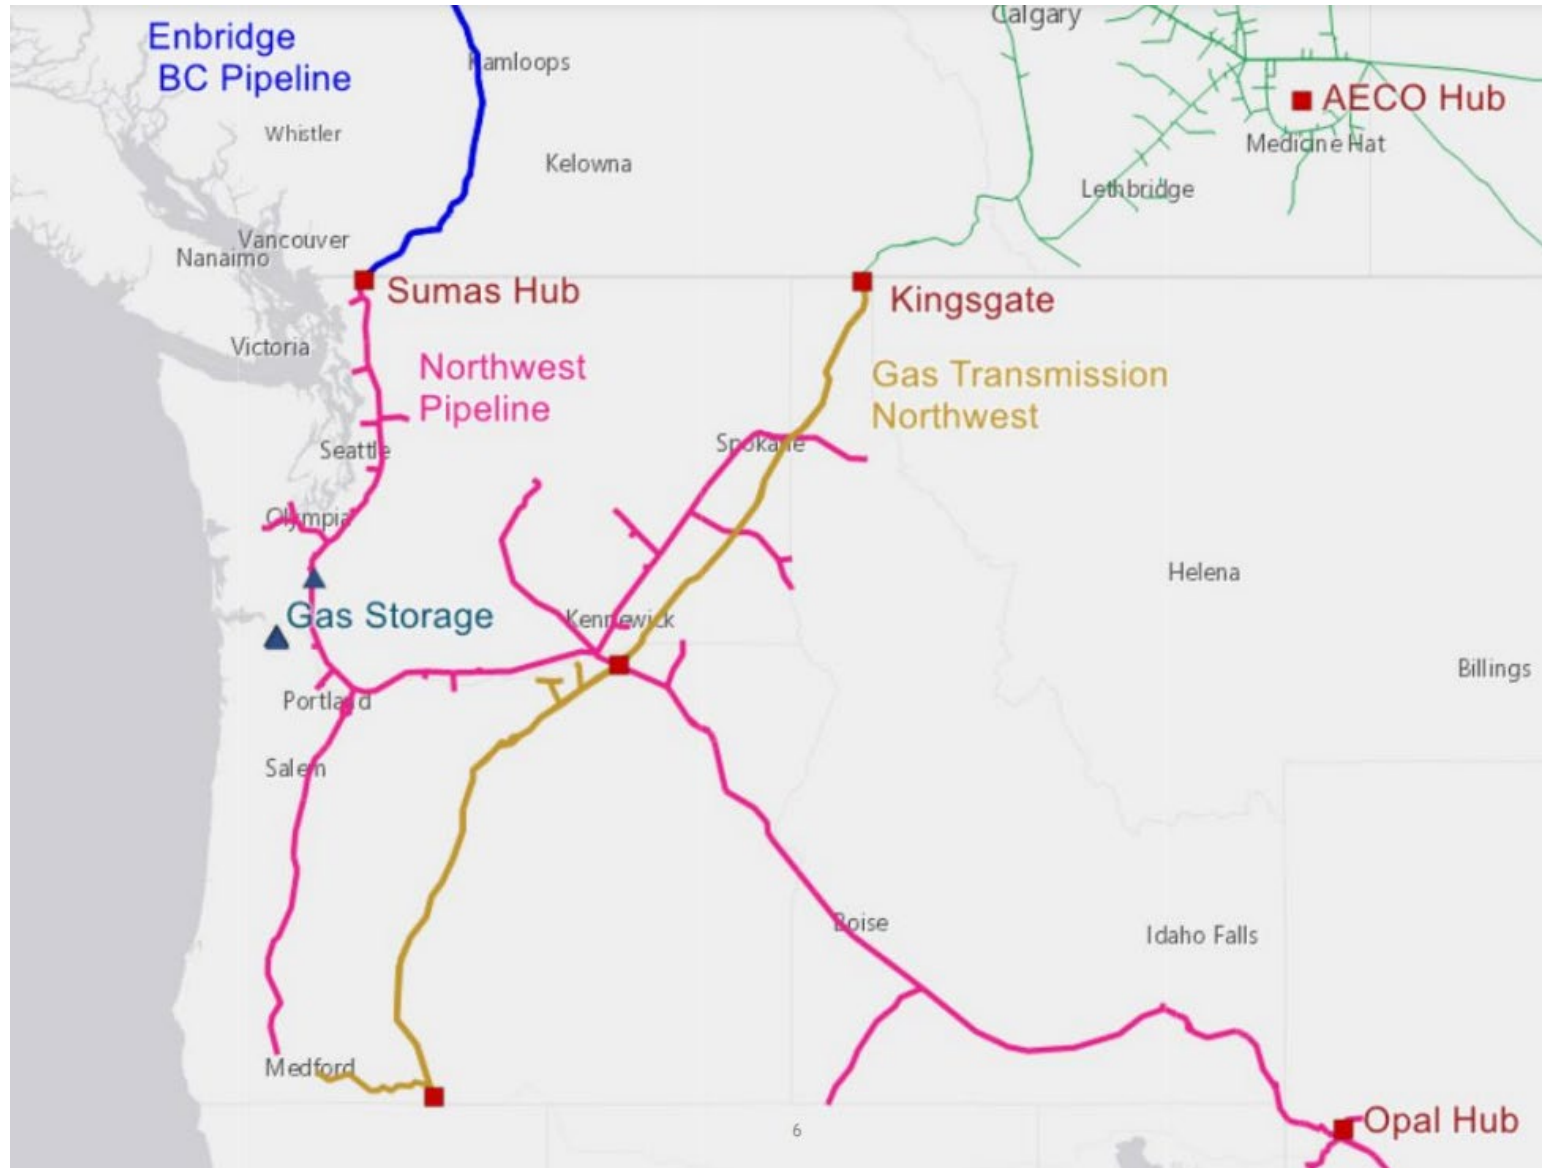 Calgary
Enbridge
BC Pipeline
Kamloops
AECO Hub
Whistler
Medicine Hat
Kelowna
Lethbridge
Vancouver
Nanaimo
Sumas Hub
Kingsgate
Victoria
Northwest
Pipeline
Gas Transmission
Northwest
Seattle
Spokane
Olympia
Helena
Gas Storage
Kennewick
Billings
Portland
Salem
Boise
Idaho Falls
Medford
Opal Hub
6